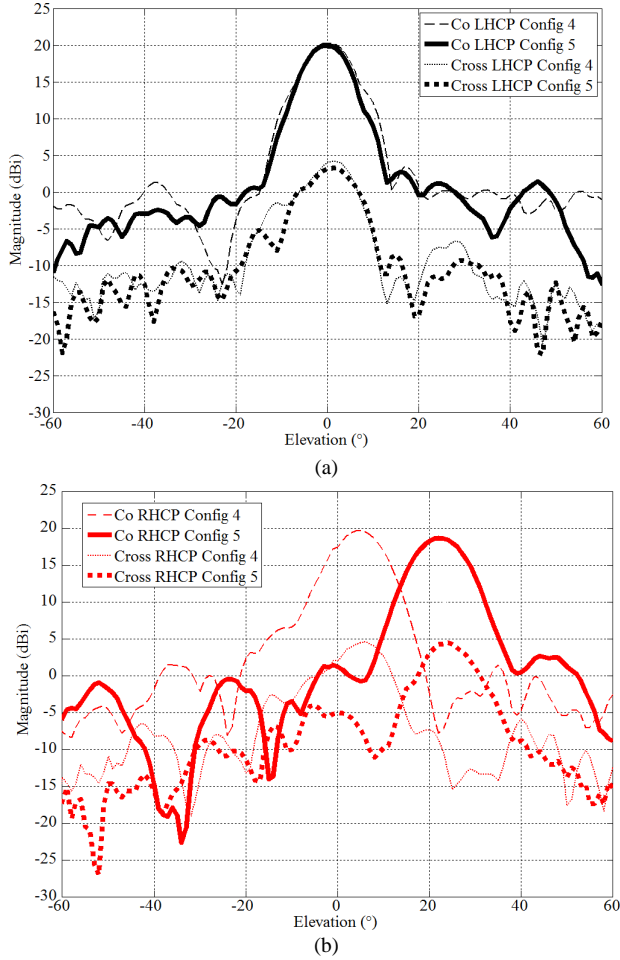 25
20
15
10
5
0
-5
-10
-15
-20
-25
-30
Magnitude (dBi)
Co LHCP Config 4
Co LHCP Config 5
Cross LHCP Config 4
Cross LHCP Config 5
-60 -40 -20 0 20 40 60
Elevation (°)
(a)
25
20
15
10
5
0
-5
-10
-15
-20
-25
-30
Magnitude (dBi)
Co RHCP Config 4
Co RHCP Config 5
Cross RHCP Config 4
Cross RHCP Config 5
-60 -40 -20 0 20 40 60
Elevation (°)
(b)